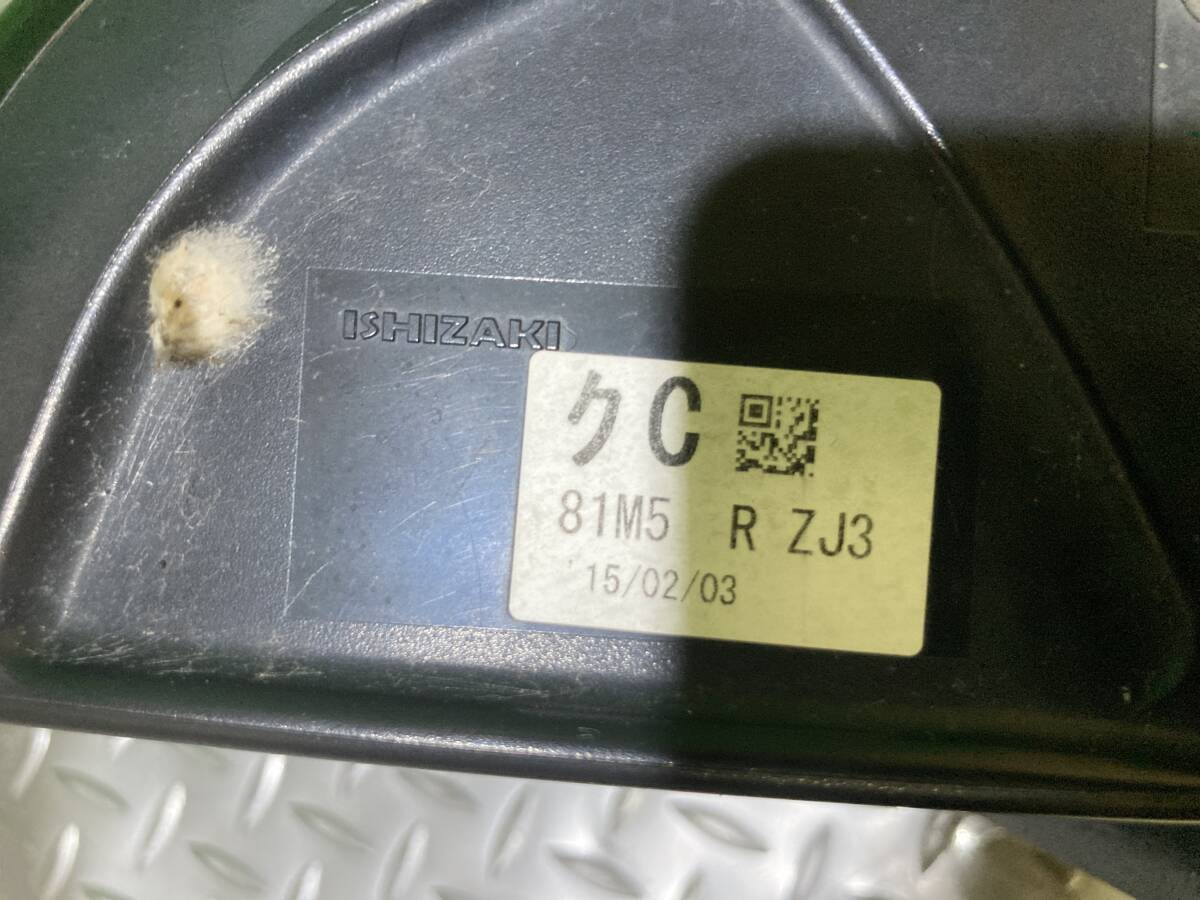 ISHIZAKI
クC
81M5 R ZJ3
15/02/03